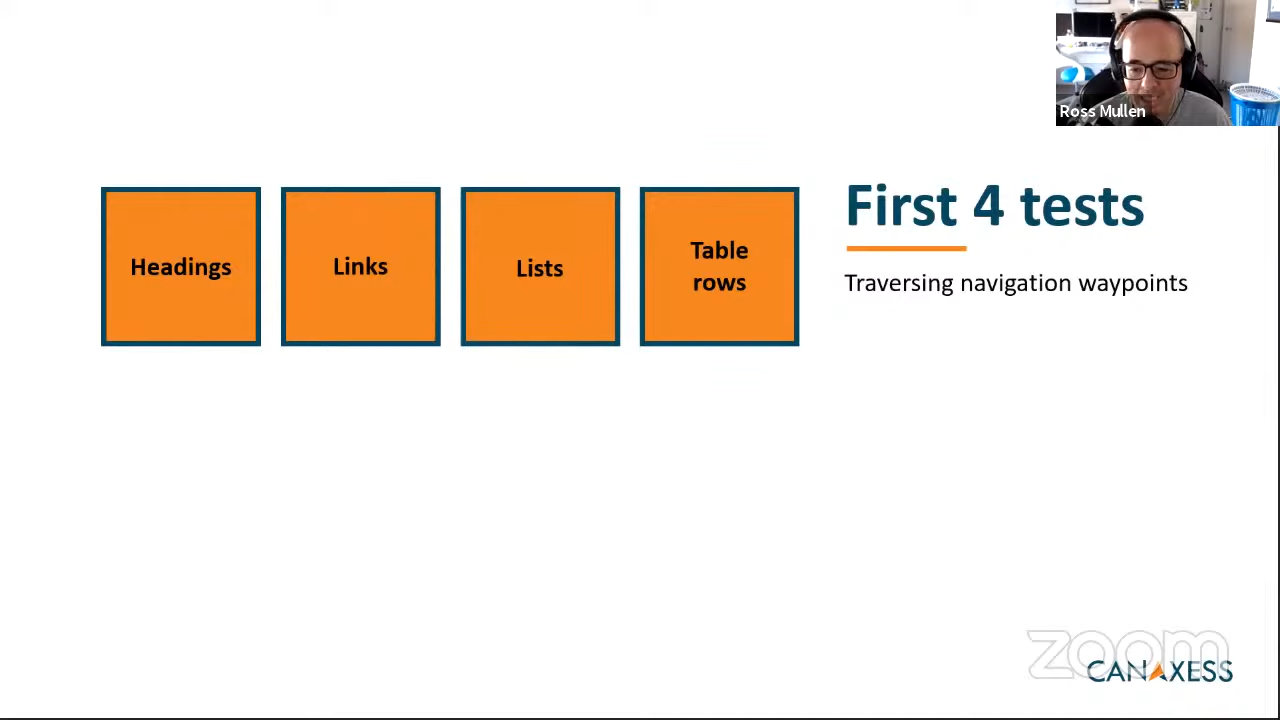 Ross Mullen
First 4 tests
Traversing navigation waypoints
Headings
Links
Lists
Table
rows
zoom
CANAXESS